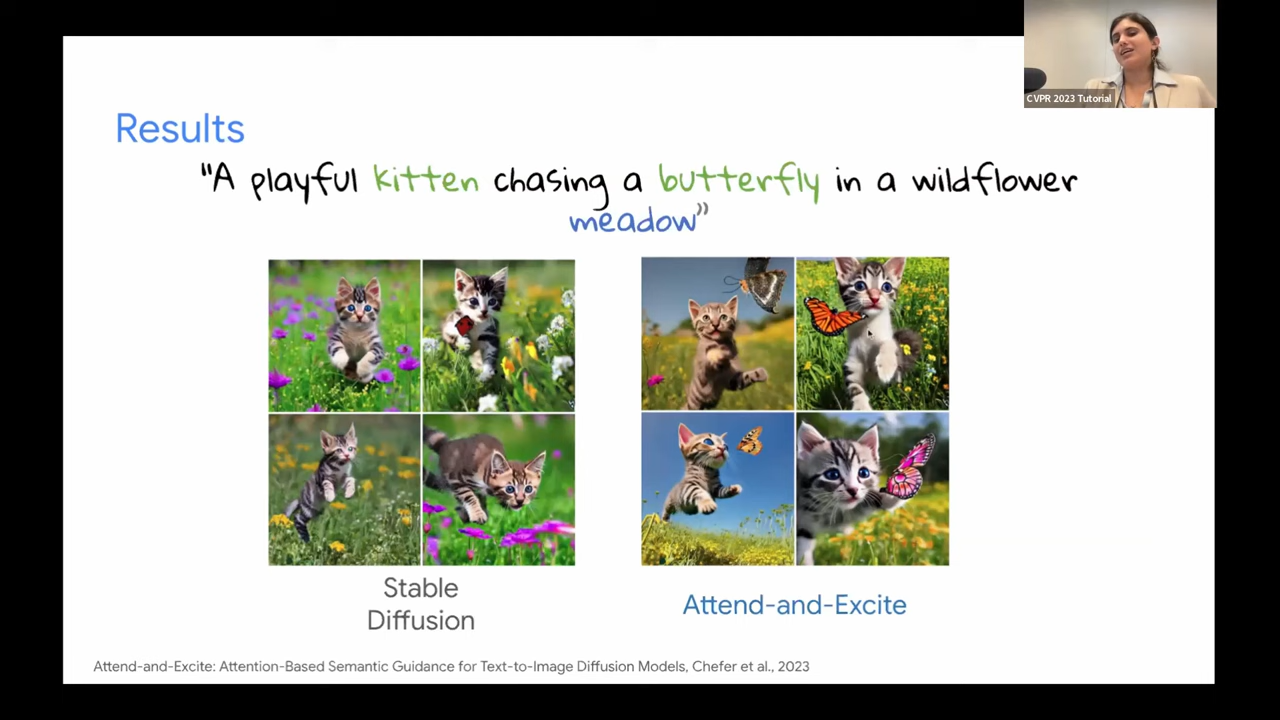 CVPR 2023 Tutorial
Results
"A playful kitten chasing a butterfly in a wildflower
meadow"
Stable
Diffusion
Attend-and-Excite
Attend-and-Excite: Attention-Based Semantic Guidance for Text-to-Image Diffusion Models, Chefer et al., 2023